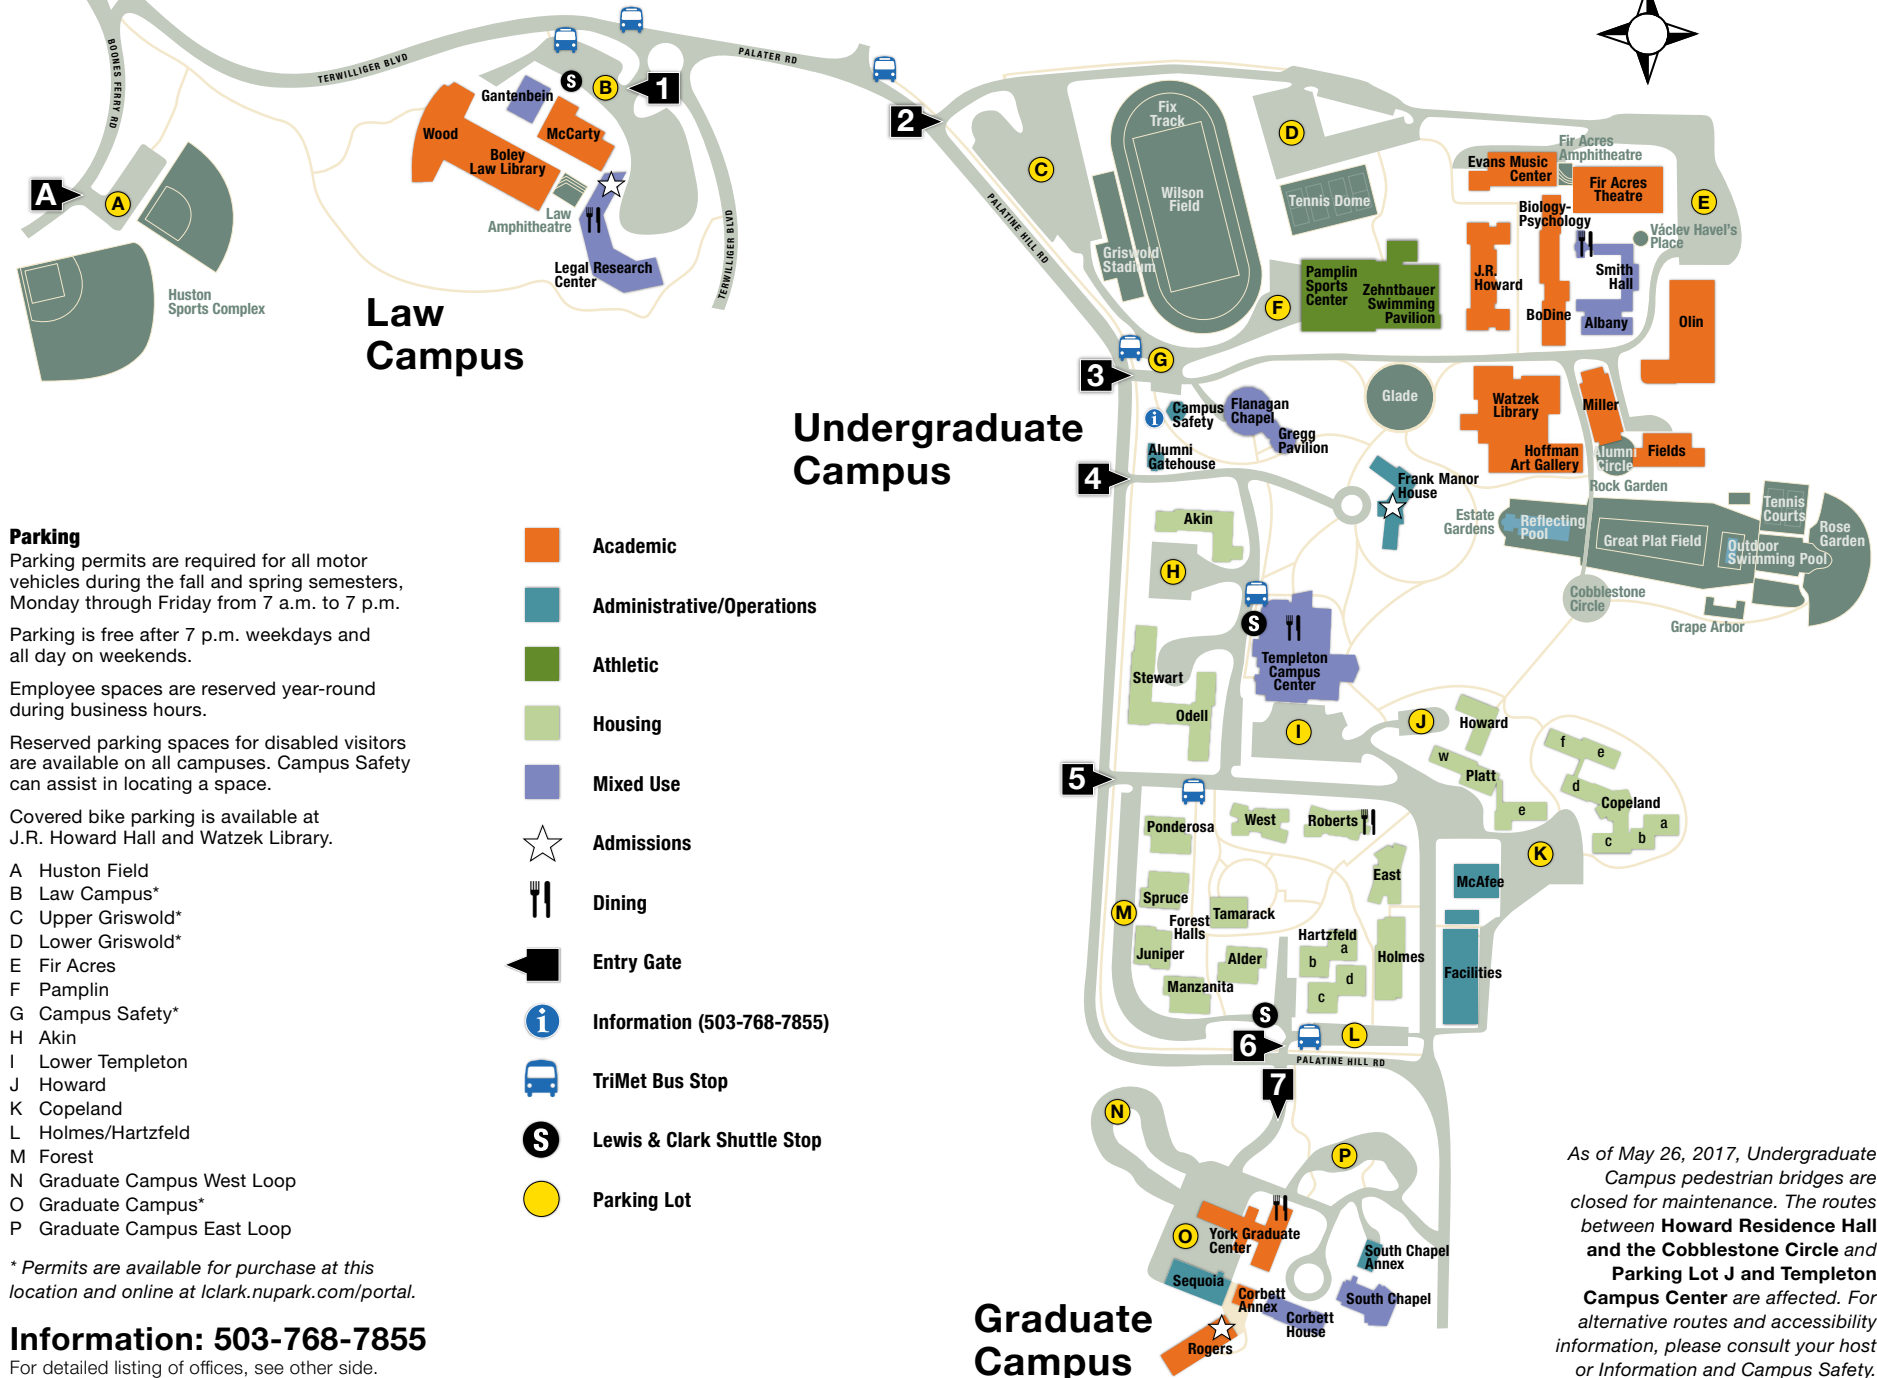 BOONES FERRY RD
TERWILLIGER BLVD
PALATER RD
TERWILLIGER BLVD
PALATINE HILL RD
A
A
Huston
Sports Complex
Gantenbein
S
B
1
Wood
McCarty
Boley
Law Library
Law
Amphitheatre
Legal Research
Center
Law
Campus
2
C
Fix
Track
Wilson
Field
Griswold
Stadium
D
Tennis Dome
F
Pamplin
Sports
Center
Zehntbauer
Swimming
Pavilion
Evans Music
Center
Fir Acres
Amphitheatre
Fir Acres
Theatre
E
Biology-
Psychology
Václev Havel's
Place
J.R.
Howard
Smith
Hall
BoDine
Albany
Olin
3
G
Campus
Safety
Flanagan
Chapel
Gregg
Pavilion
Alumni
Gatehouse
i
Glade
Watzek
Library
Miller
Hoffman
Art Gallery
Alumni
Circle
Fields
Rock Garden
Undergraduate
Campus
4
Frank Manor
House
Estate
Gardens
Reflecting
Pool
Great Plat Field
Tennis
Courts
Rose
Garden
Outdoor
Swimming Pool
Cobblestone
Circle
Grape Arbor
Akin
H
S
Templeton
Campus
Center
Stewart
Odell
I
J
Howard
w
Platt
e
f
e
d
Copeland
a
b
c
5
Ponderosa
West
Roberts
K
East
McAfee
M
Spruce
Forest
Halls
Tamarack
Juniper
Alder
Manzanita
Hartzfeld
a
b
d
c
Holmes
Facilities
S
6
L
PALATINE HILL RD
7
N
P
O
York Graduate
Center
South Chapel
Annex
Sequoia
Corbett
Annex
South Chapel
Corbett
House
Rogers
Graduate
Campus
Parking
Parking permits are required for all motor
vehicles during the fall and spring semesters,
Monday through Friday from 7 a.m. to 7 p.m.
Parking is free after 7 p.m. weekdays and
all day on weekends.
Employee spaces are reserved year-round
during business hours.
Reserved parking spaces for disabled visitors
are available on all campuses. Campus Safety
can assist in locating a space.
Covered bike parking is available at
J.R. Howard Hall and Watzek Library.
A Huston Field
B Law Campus*
C Upper Griswold*
D Lower Griswold*
E Fir Acres
F Pamplin
G Campus Safety*
H Akin
I Lower Templeton
J Howard
K Copeland
L Holmes/Hartzfeld
M Forest
N Graduate Campus West Loop
O Graduate Campus*
P Graduate Campus East Loop
* Permits are available for purchase at this
location and online at lclark.nupark.com/portal.
Information: 503-768-7855
For detailed listing of offices, see other side.
Academic
Administrative/Operations
Athletic
Housing
Mixed Use
Admissions
Dining
Entry Gate
i Information (503-768-7855)
TriMet Bus Stop
S Lewis & Clark Shuttle Stop
Parking Lot
As of May 26, 2017, Undergraduate
Campus pedestrian bridges are
closed for maintenance. The routes
between Howard Residence Hall
and the Cobblestone Circle and
Parking Lot J and Templeton
Campus Center are affected. For
alternative routes and accessibility
information, please consult your host
or Information and Campus Safety.